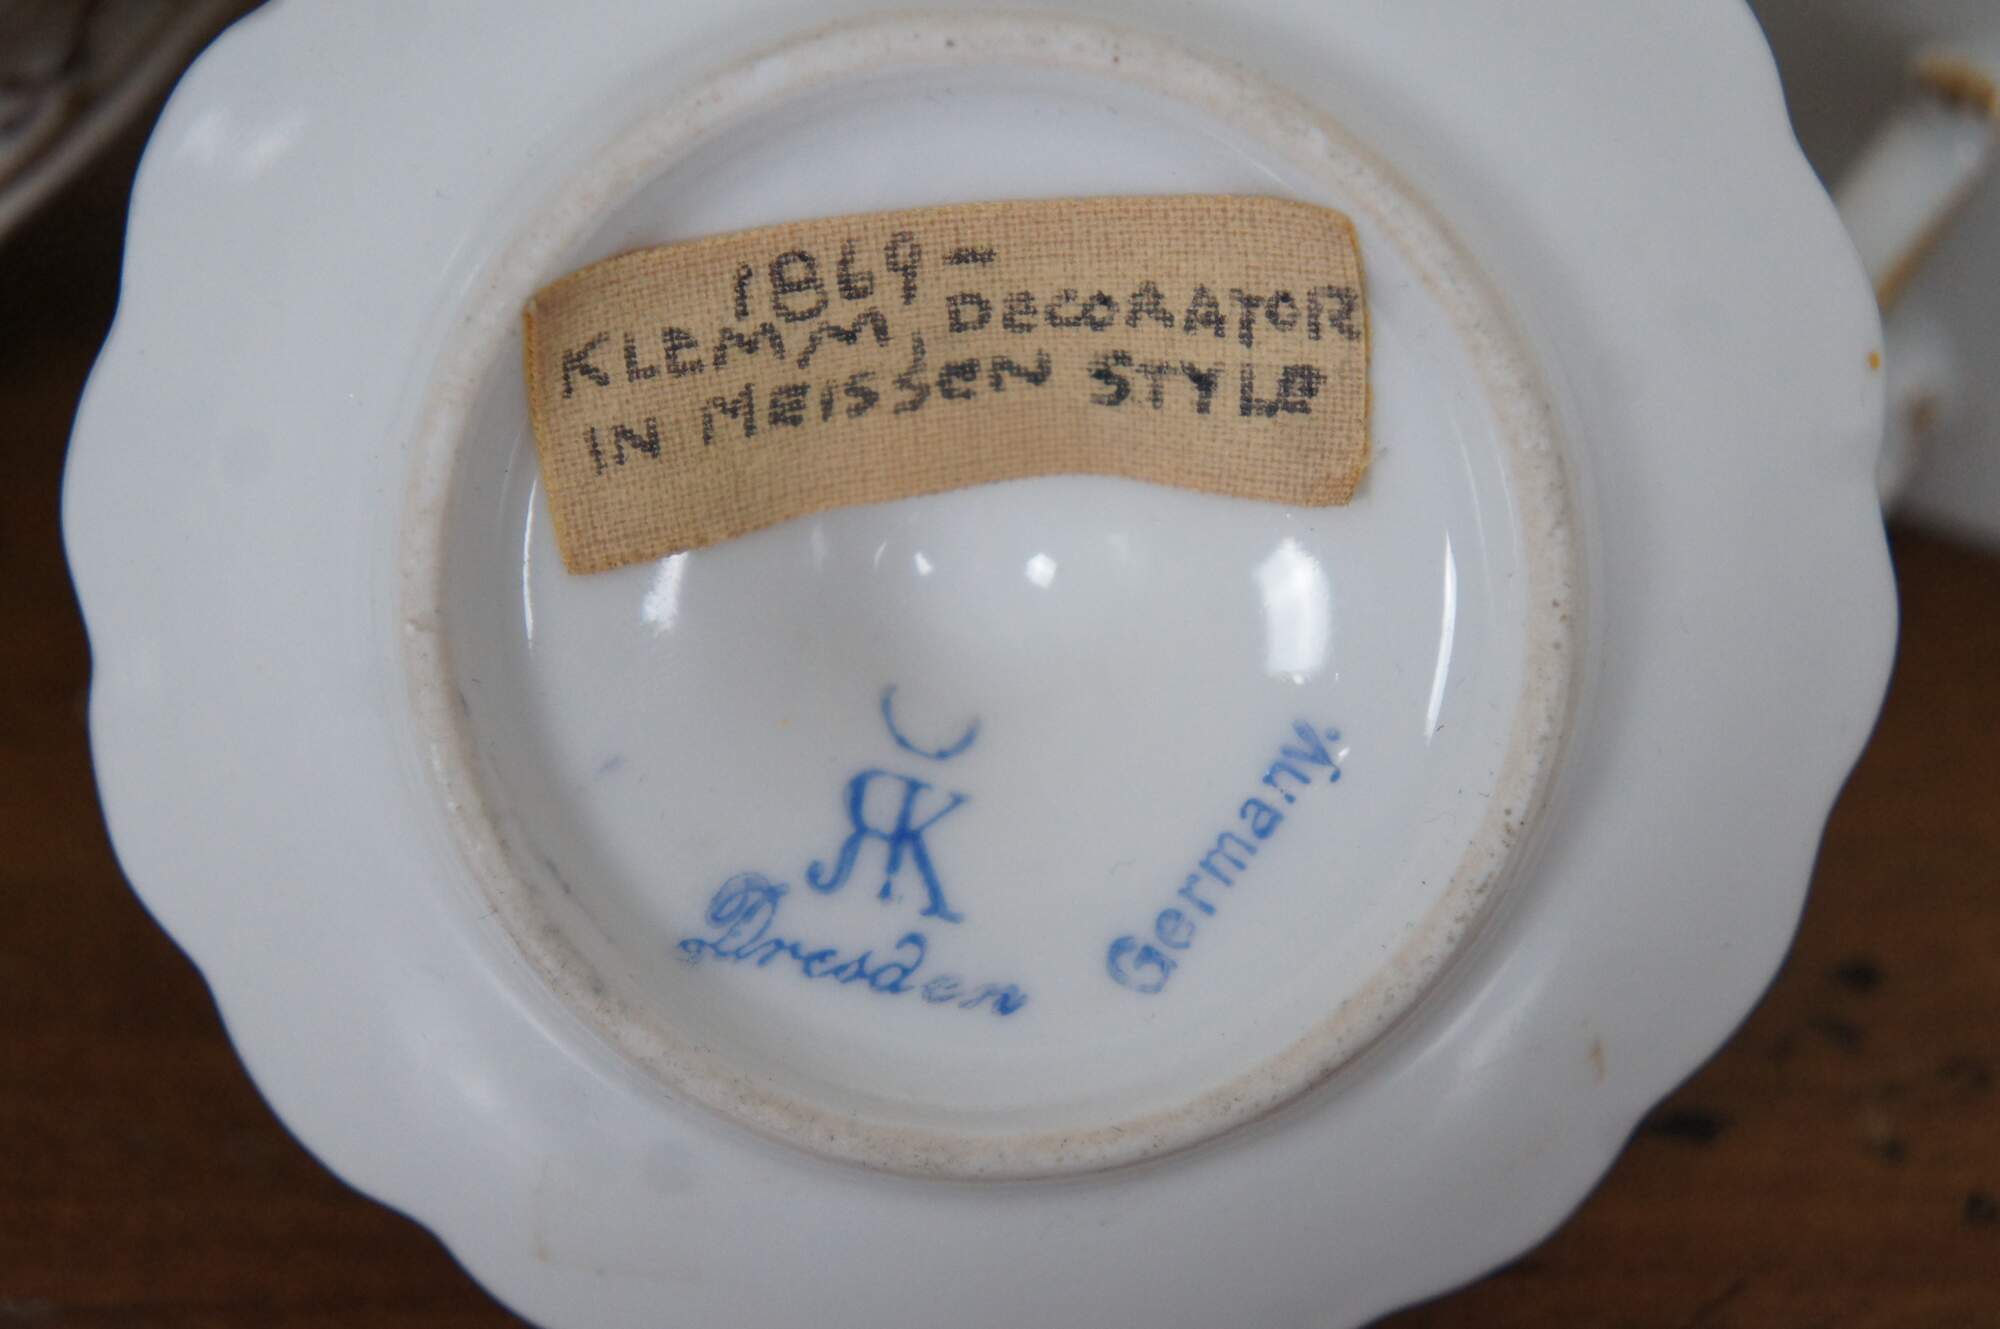 1869 -
KLEMM, DECORATOR
IN MEISSEN STYLE
RK
Dresden
Germany.